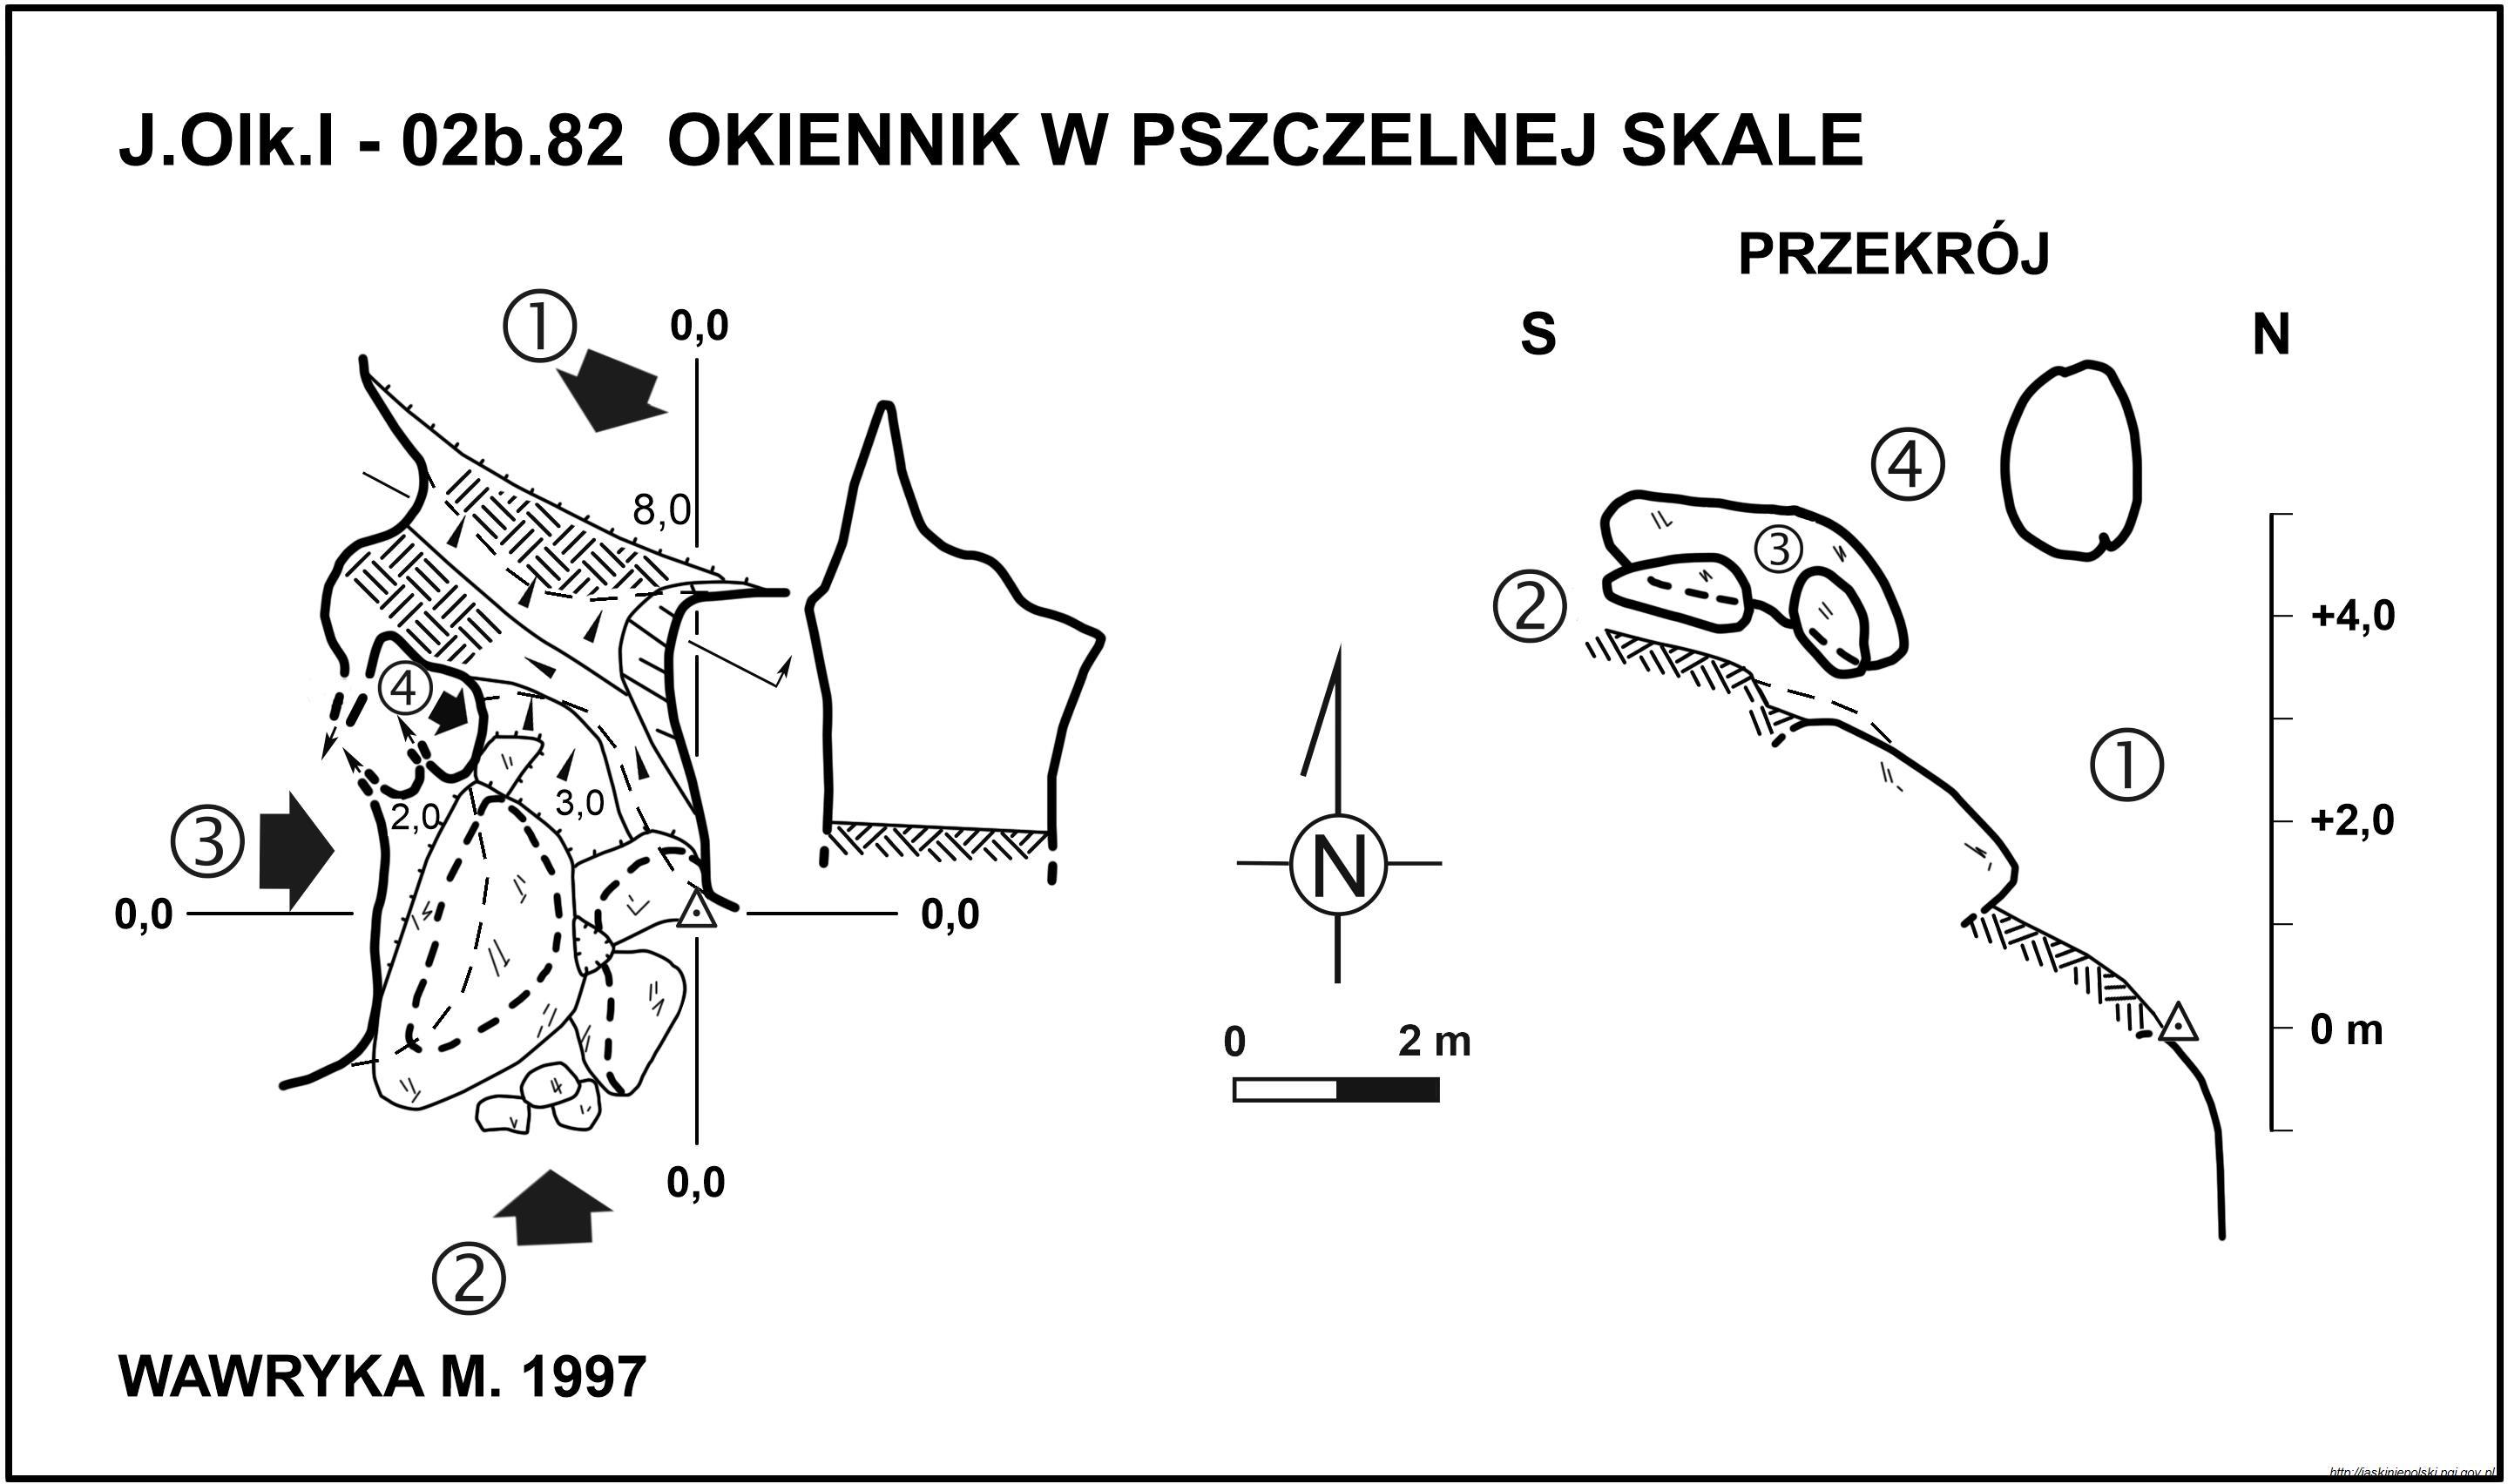 J.Olk.I - 02b.82 OKIENNIK W PSZCZELNEJ SKALE
PRZEKRÓJ
S N
① 0,0
8,0
④
③
②
④
+4,0
①
2,0 3,0
③
+2,0
0,0 0,0
N
0 m
0 2 m
0,0
②
WAWRYKA M. 1997
http://jaskiniepolski.pgi.gov.pl